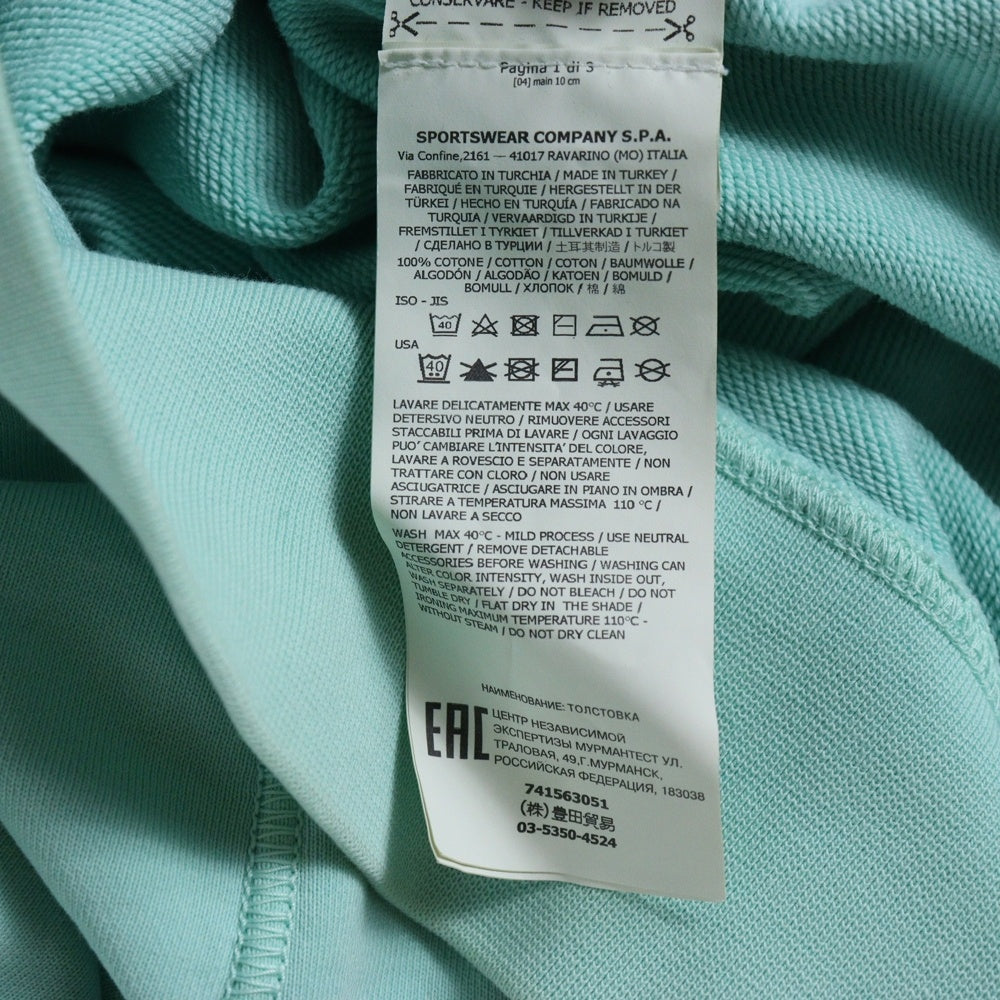 CONSERVARE - KEEP IF REMOVED
Pagina 1 di 3
[04] main 10 cm
SPORTSWEAR COMPANY S.P.A.
Via Confine,2161 — 41017 RAVARINO (MO) ITALIA
FABBRICATO IN TURCHIA / MADE IN TURKEY /
FABRIQUÉ EN TURQUIE / HERGESTELLT IN DER
TÜRKEI / HECHO EN TURQUÍA / FABRICADO NA
TURQUIA / VERVAARDIGD IN TURKIJE /
FREMSTILLET I TYRKIET / TILLVERKAD I TURKIET
/ СДЕЛАНО В ТУРЦИИ / 土耳其制造 / トルコ製
100% COTONE / COTTON / COTON / BAUMWOLLE /
ALGODÓN / ALGODÃO / KATOEN / BOMULD /
BOMULL / ХЛОПОК / 棉 / 綿
ISO - JIS
40
USA
40
LAVARE DELICATAMENTE MAX 40°C / USARE
DETERSIVO NEUTRO / RIMUOVERE ACCESSORI
STACCABILI PRIMA DI LAVARE / OGNI LAVAGGIO
PUO' CAMBIARE L'INTENSITA' DEL COLORE,
LAVARE A ROVESCIO E SEPARATAMENTE / NON
TRATTARE CON CLORO / NON USARE
ASCIUGATRICE / ASCIUGARE IN PIANO IN OMBRA /
STIRARE A TEMPERATURA MASSIMA 110 °C /
NON LAVARE A SECCO
WASH MAX 40°C - MILD PROCESS / USE NEUTRAL
DETERGENT / REMOVE DETACHABLE
ACCESSORIES BEFORE WASHING / WASHING CAN
ALTER COLOR INTENSITY, WASH INSIDE OUT,
WASH SEPARATELY / DO NOT BLEACH / DO NOT
TUMBLE DRY / FLAT DRY IN THE SHADE /
IRONING MAXIMUM TEMPERATURE 110°C -
WITHOUT STEAM / DO NOT DRY CLEAN
НАИМЕНОВАНИЕ: ТОЛСТОВКА
EAC
ЦЕНТР НЕЗАВИСИМОЙ
ЭКСПЕРТИЗЫ МУРМАНТЕСТ УЛ.
ТРАЛОВАЯ, 49,Г.МУРМАНСК,
РОССИЙСКАЯ ФЕДЕРАЦИЯ, 183038
741563051
(株)豊田貿易
03-5350-4524